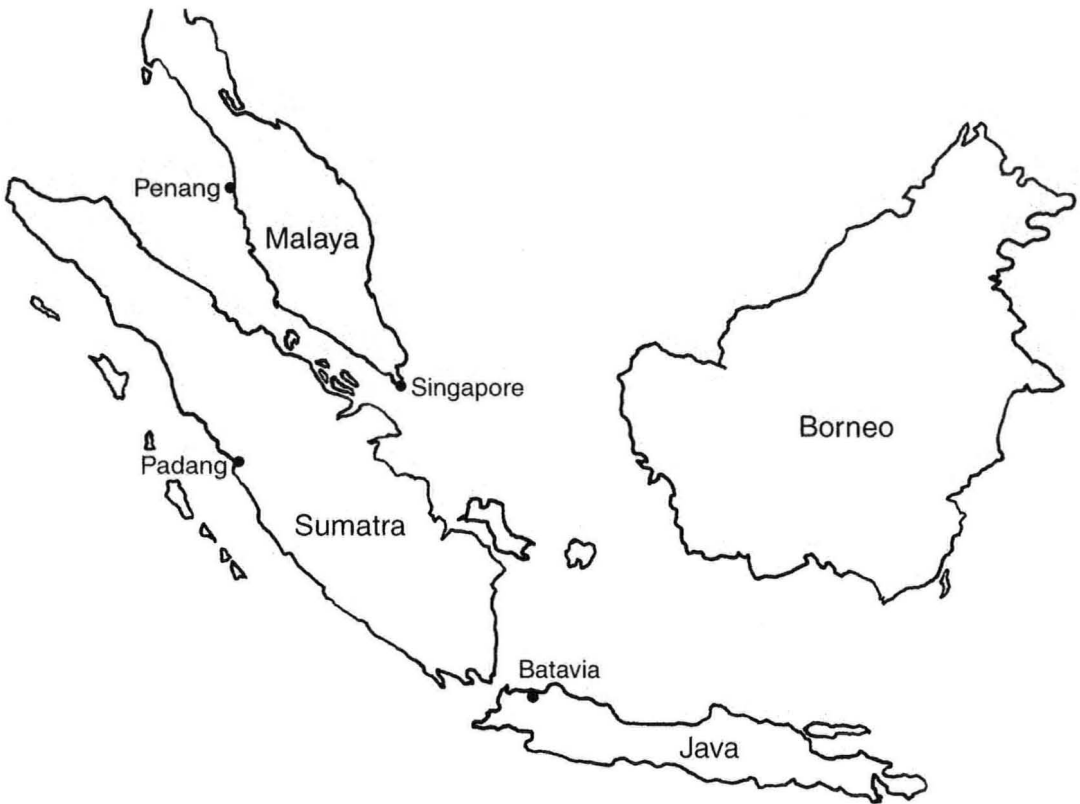 Penang
Malaya
Singapore
Borneo
Padang
Sumatra
Batavia
Java